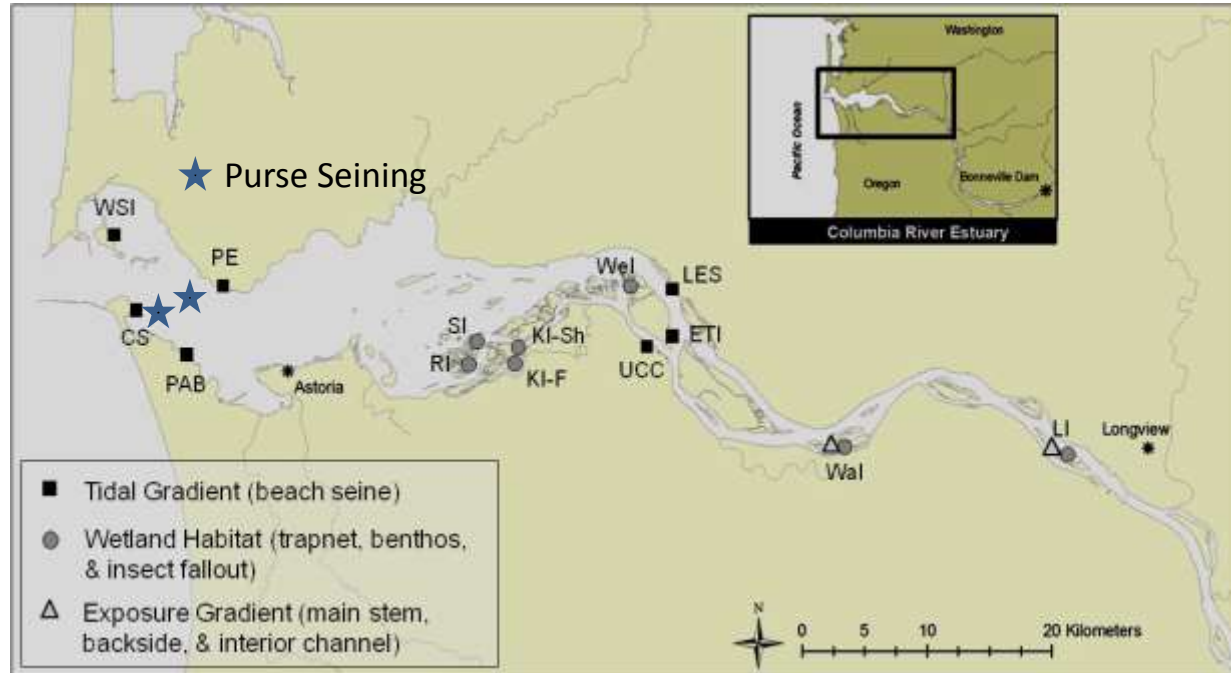 Washington
Pacific Ocean
Oregon
Bonneville Dam
Columbia River Estuary
Purse Seining
WSI
PE
CS
PAB
Astoria
SI
RI
KI-Sh
KI-F
WeI
LES
ETI
UCC
WaI
LI
Longview
Tidal Gradient (beach seine)
Wetland Habitat (trapnet, benthos,
& insect fallout)
Exposure Gradient (main stem,
backside, & interior channel)
N
0 5 10 20 Kilometers